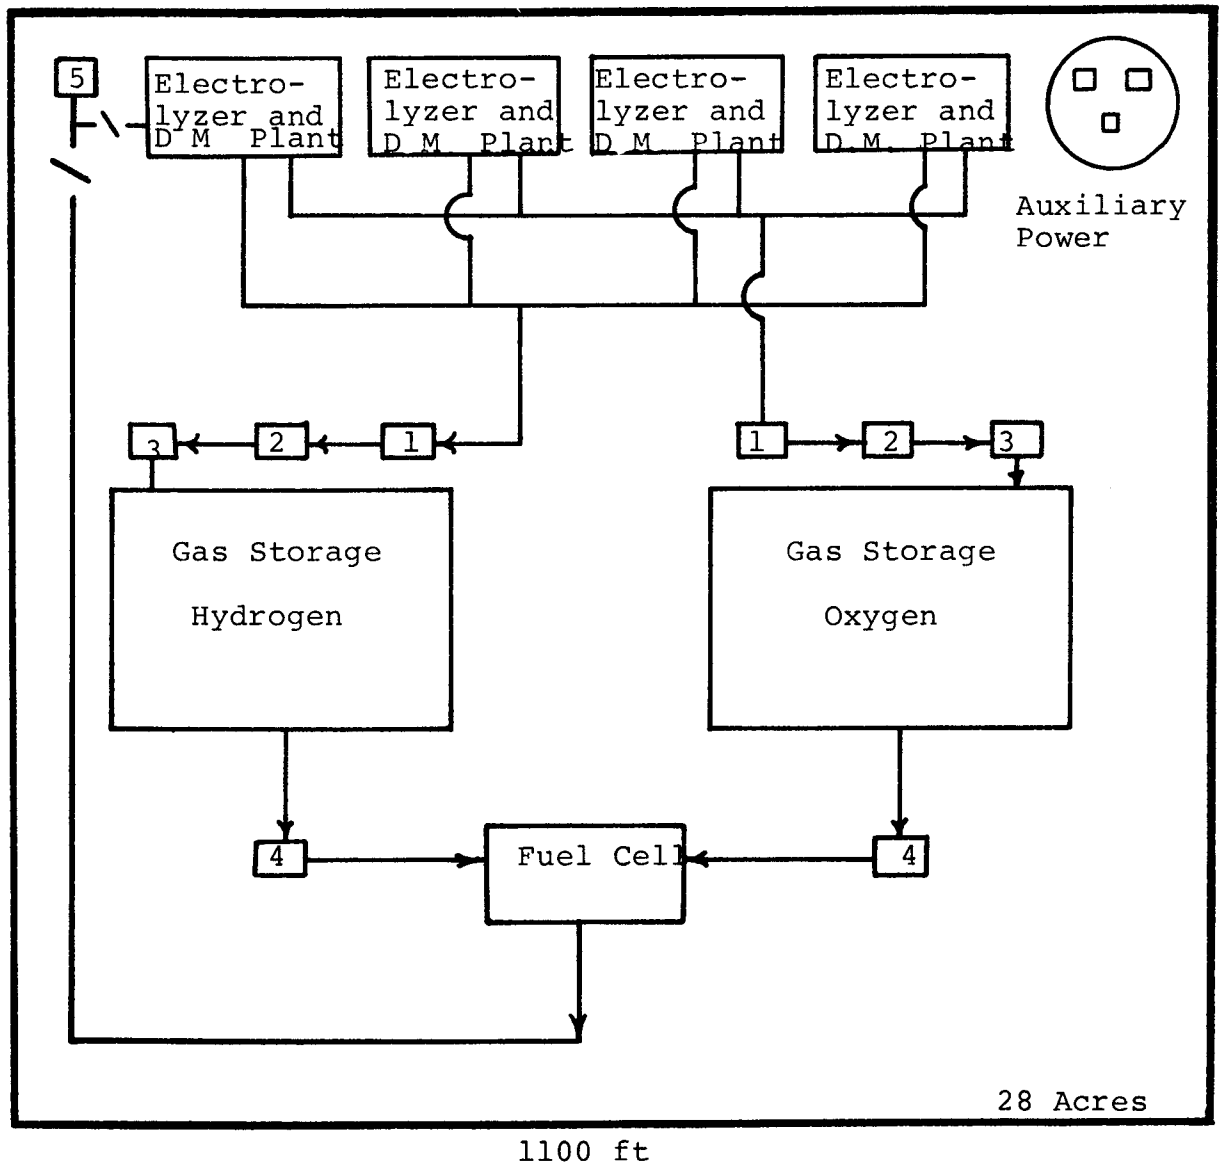 5
Electro-
lyzer and
D M Plant
Electro-
lyzer and
D M. Plant
Electro-
lyzer and
D M. Plant
Electro-
lyzer and
D.M. Plant
Auxiliary
Power
3
2
1
1
2
3
Gas Storage
Hydrogen
Gas Storage
Oxygen
4
Fuel Cell
4
28 Acres
1100 ft